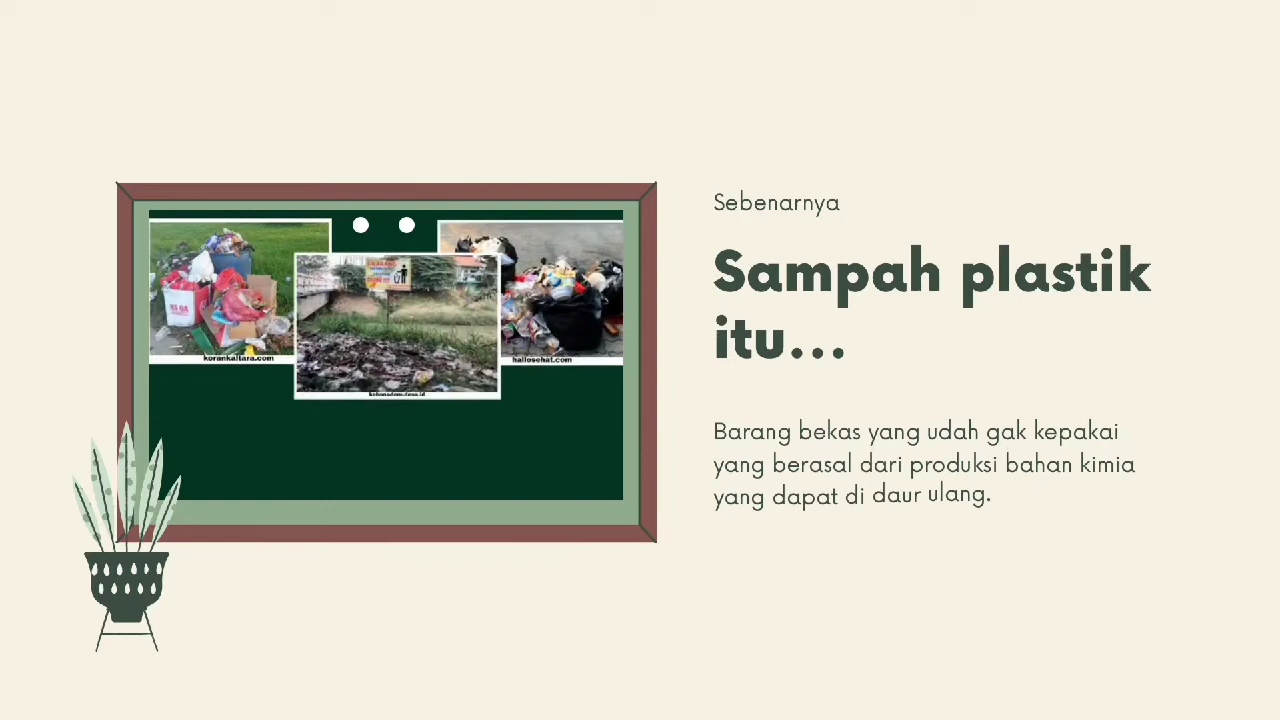 korankaltara.com
hallosehat.com
Sebenarnya
Sampah plastik
itu...
Barang bekas yang udah gak kepakai
yang berasal dari produksi bahan kimia
yang dapat di daur ulang.